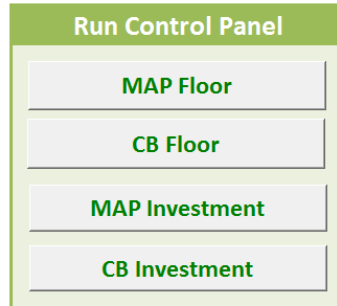 Run Control Panel
MAP Floor
CB Floor
MAP Investment
CB Investment